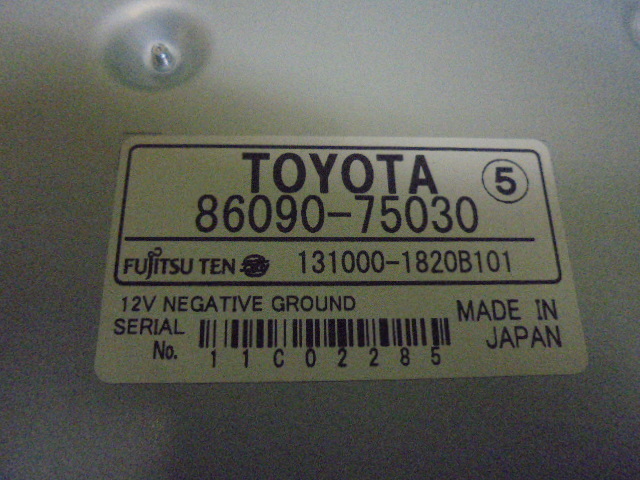 TOYOTA ⑤
86090-75030
FUJITSU TEN 131000-1820B101
12V NEGATIVE GROUND
SERIAL No. 11C02285
MADE IN
JAPAN